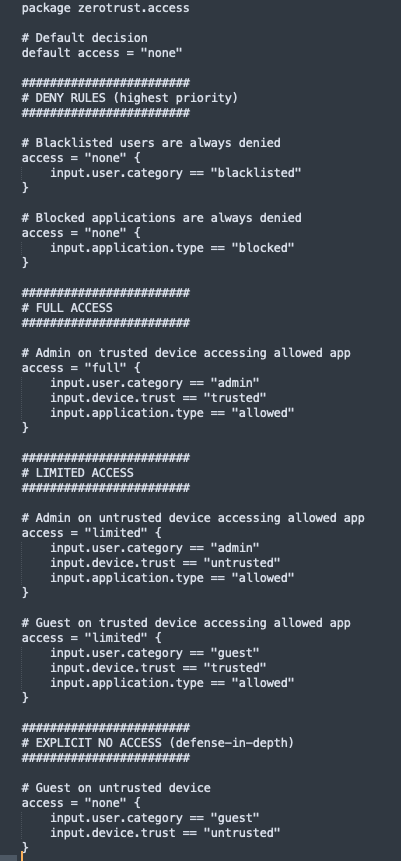 package zerotrust.access
# Default decision
default access = "none"
########################
# DENY RULES (highest priority)
########################
# Blacklisted users are always denied
access = "none" {
    input.user.category == "blacklisted"
}
# Blocked applications are always denied
access = "none" {
    input.application.type == "blocked"
}
########################
# FULL ACCESS
########################
# Admin on trusted device accessing allowed app
access = "full" {
    input.user.category == "admin"
    input.device.trust == "trusted"
    input.application.type == "allowed"
}
########################
# LIMITED ACCESS
########################
# Admin on untrusted device accessing allowed app
access = "limited" {
    input.user.category == "admin"
    input.device.trust == "untrusted"
    input.application.type == "allowed"
}
# Guest on trusted device accessing allowed app
access = "limited" {
    input.user.category == "guest"
    input.device.trust == "trusted"
    input.application.type == "allowed"
}
########################
# EXPLICIT NO ACCESS (defense-in-depth)
########################
# Guest on untrusted device
access = "none" {
    input.user.category == "guest"
    input.device.trust == "untrusted"
}